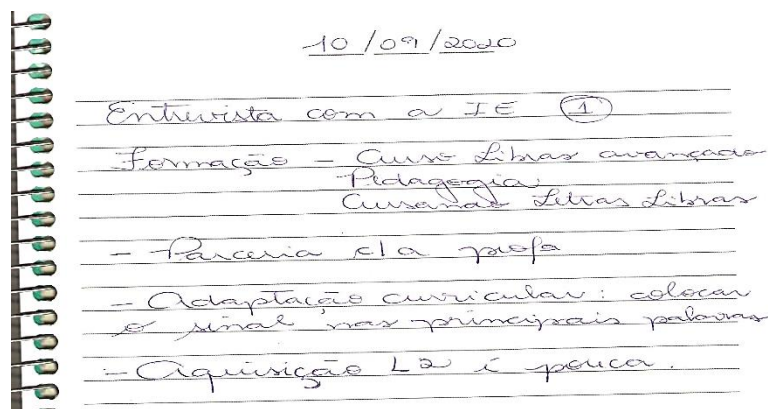 10/09/2020
Entrevista com a IE 1
Formação - Curso Libras avançado
Pedagogia
Cursando Letras Libras
- Parceria c/ a profa
- Adaptação curricular: colocar
o sinal nas principais palavras
- Aquisição L2 é pouca.